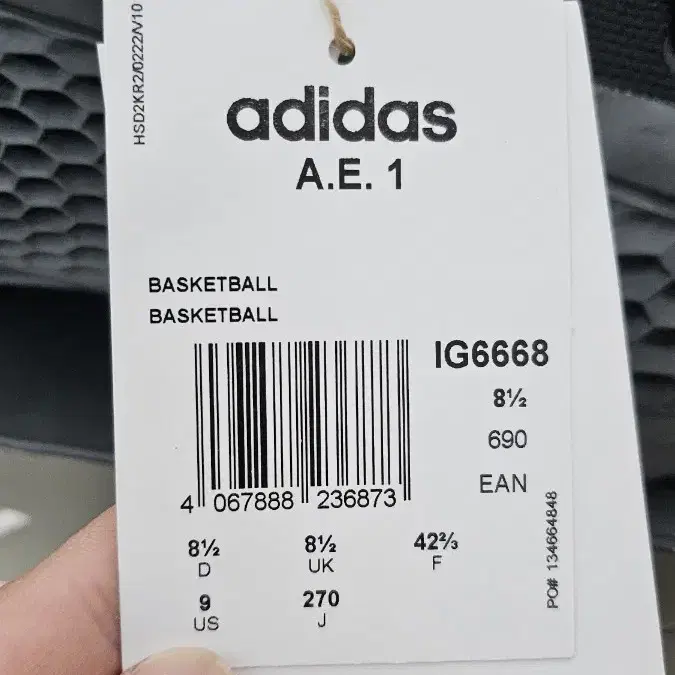 HSD2KR2/0222/V10
adidas
A.E. 1
BASKETBALL
BASKETBALL
IG6668
8½
690
EAN
4 067888 236873
8½ 8½ 42⅔
D UK F
9 270
US J
PO# 134664848